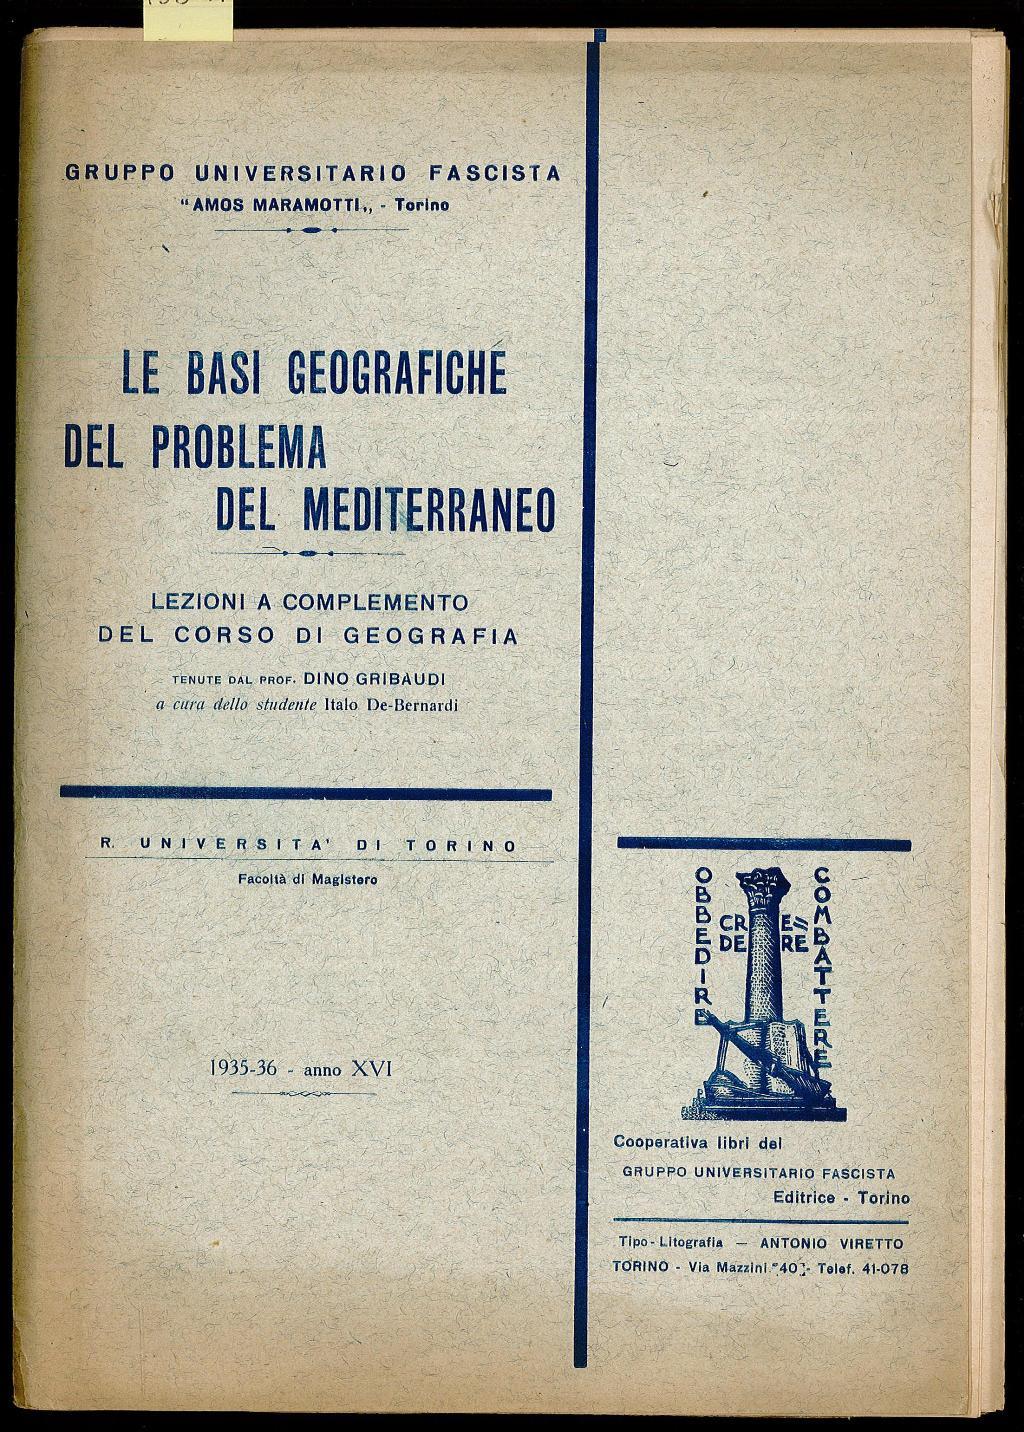 GRUPPO UNIVERSITARIO FASCISTA
"AMOS MARAMOTTI„ - Torino
LE BASI GEOGRAFICHE
DEL PROBLEMA
DEL MEDITERRANEO
LEZIONI A COMPLEMENTO
DEL CORSO DI GEOGRAFIA
TENUTE DAL PROF. DINO GRIBAUDI
a cura dello studente Italo De-Bernardi
R. UNIVERSITA' DI TORINO
Facoltà di Magistero
1935-36 - anno XVI
OBBEDIRE
CR E=
DE RE
COMBATTERE
Cooperativa libri del
GRUPPO UNIVERSITARIO FASCISTA
Editrice - Torino
Tipo-Litografia — ANTONIO VIRETTO
TORINO - Via Mazzini "40" - Telef. 41-078